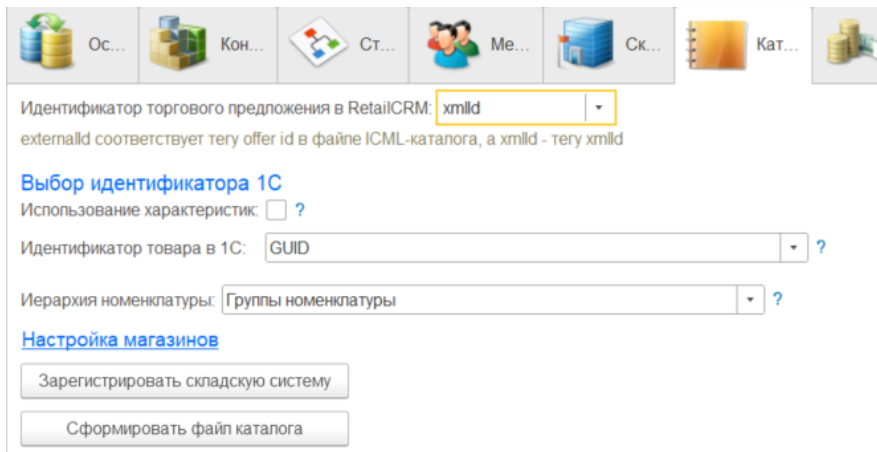 Ос... Кон... Ст... Ме... Ск... Кат...
Идентификатор торгового предложения в RetailCRM: xmlId
externalId соответствует тегу offer id в файле ICML-каталога, а xmlId - тегу xmlId
Выбор идентификатора 1С
Использование характеристик: ?
Идентификатор товара в 1С: GUID ?
Иерархия номенклатуры: Группы номенклатуры ?
Настройка магазинов
Зарегистрировать складскую систему
Сформировать файл каталога